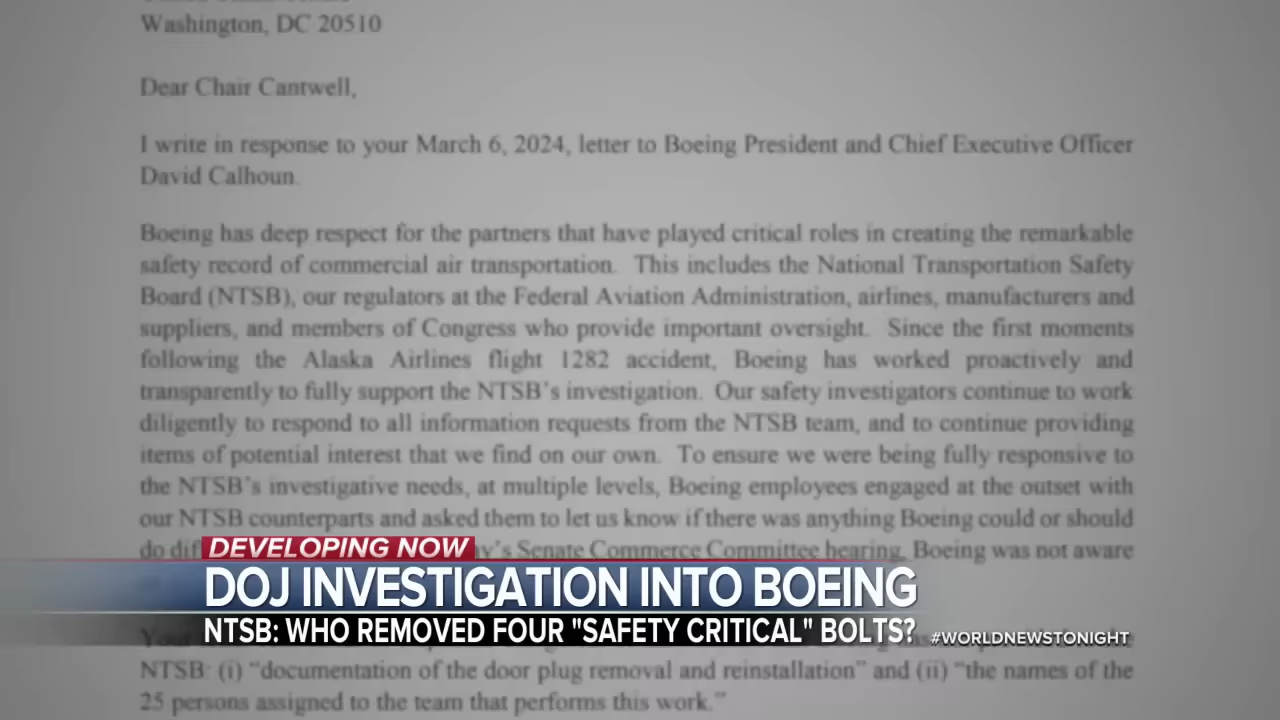 Washington, DC 20510
Dear Chair Cantwell,
I write in response to your March 6, 2024, letter to Boeing President and Chief Executive Officer
David Calhoun.
Boeing has deep respect for the partners that have played critical roles in creating the remarkable
safety record of commercial air transportation. This includes the National Transportation Safety
Board (NTSB), our regulators at the Federal Aviation Administration, airlines, manufacturers and
suppliers, and members of Congress who provide important oversight. Since the first moments
following the Alaska Airlines flight 1282 accident, Boeing has worked proactively and
transparently to fully support the NTSB's investigation. Our safety investigators continue to work
diligently to respond to all information requests from the NTSB team, and to continue providing
items of potential interest that we find on our own. To ensure we were being fully responsive to
the NTSB's investigative needs, at multiple levels, Boeing employees engaged at the outset with
our NTSB counterparts and asked them to let us know if there was anything Boeing could or should
do Senate Commerce Committee hearing, Boeing was not aware
DEVELOPING NOW
DOJ INVESTIGATION INTO BOEING
NTSB: WHO REMOVED FOUR "SAFETY CRITICAL" BOLTS?
#WORLDNEWSTONIGHT
NTSB: (i) “documentation of the door plug removal and reinstallation” and (ii) “the names of the
25 persons assigned to the team that performs this work.”